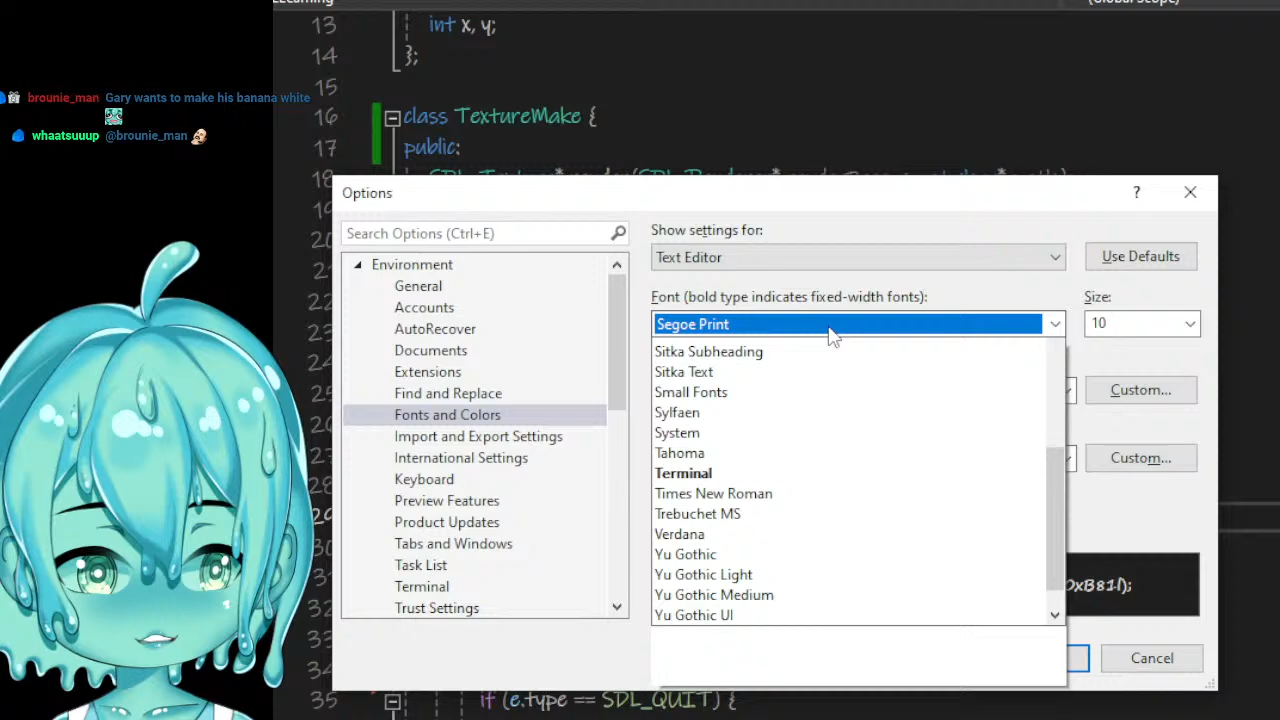 (Global Scope)
13 int x, y;
14 };
15
16 class TextureMake {
17 public:
18
brounie_man Gary wants to make his banana white
whaatsuuup @brounie_man
Options
?
Search Options (Ctrl+E)
Environment
General
Accounts
AutoRecover
Documents
Extensions
Find and Replace
Fonts and Colors
Import and Export Settings
International Settings
Keyboard
Preview Features
Product Updates
Tabs and Windows
Task List
Terminal
Trust Settings
Show settings for:
Text Editor
Use Defaults
Font (bold type indicates fixed-width fonts):
Size:
Segoe Print
10
Sitka Subheading
Sitka Text
Small Fonts
Sylfaen
System
Tahoma
Terminal
Times New Roman
Trebuchet MS
Verdana
Yu Gothic
Yu Gothic Light
Yu Gothic Medium
Yu Gothic UI
Custom...
Custom...
0xB81l);
Cancel
33
34
35 if (e.type == SDL_QUIT) {